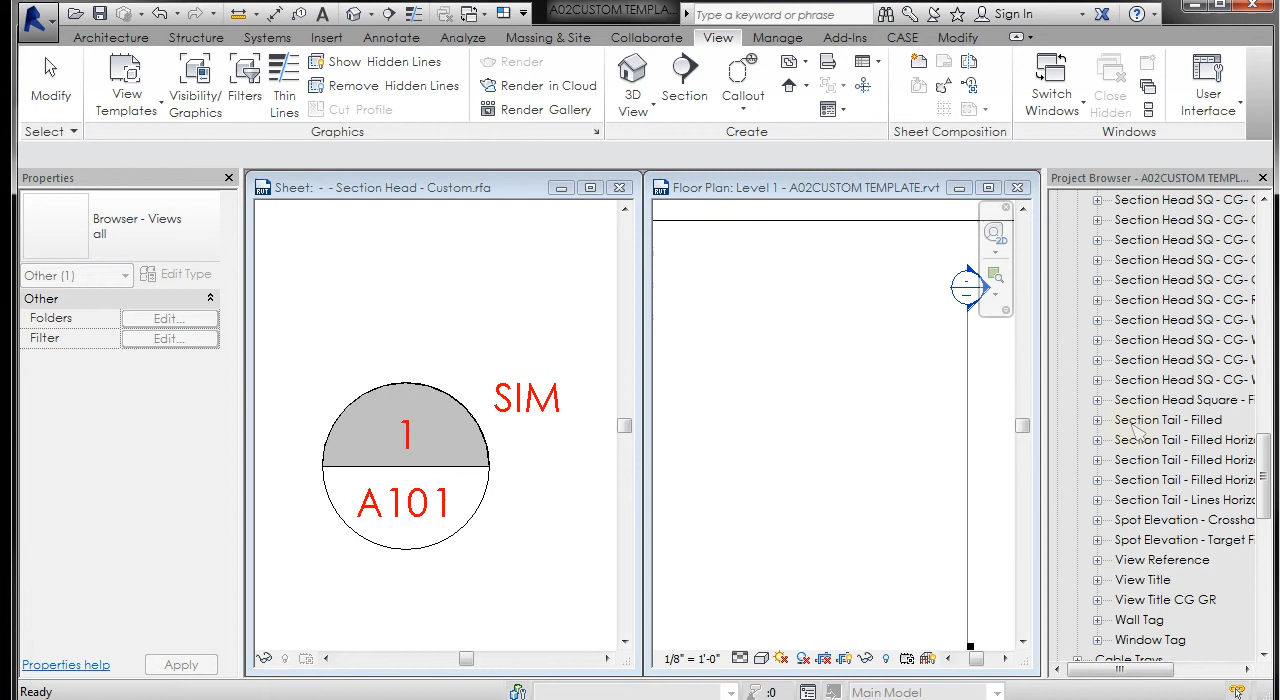 A02CUSTOM TEMPLA...
Type a keyword or phrase
Sign In
Architecture Structure Systems Insert Annotate Analyze Massing & Site Collaborate View Manage Add-Ins CASE Modify
Modify
View Templates
Visibility/ Graphics
Filters
Thin Lines
Show Hidden Lines
Remove Hidden Lines
Cut Profile
Render
Render in Cloud
Render Gallery
3D View
Section
Callout
Switch Windows
Close Hidden
User Interface
Select
Graphics
Create
Sheet Composition
Windows
Properties
Browser - Views
all
Other (1)
Edit Type
Other
Folders Edit...
Filter Edit...
Properties help
Apply
Sheet: - - Section Head - Custom.rfa
SIM
1
A101
Floor Plan: Level 1 - A02CUSTOM TEMPLATE.rvt
2D
1/8" = 1'-0"
Project Browser - A02CUSTOM TEMPL...
Section Head SQ - CG-
Section Head SQ - CG-
Section Head SQ - CG-
Section Head SQ - CG-
Section Head SQ - CG-
Section Head SQ - CG- R
Section Head SQ - CG- V
Section Head SQ - CG- V
Section Head SQ - CG- V
Section Head SQ - CG- V
Section Head Square - F
Section Tail - Filled
Section Tail - Filled Horiz
Section Tail - Filled Horiz
Section Tail - Filled Horiz
Section Tail - Lines Horiz
Spot Elevation - Crossha
Spot Elevation - Target F
View Reference
View Title
View Title CG GR
Wall Tag
Window Tag
Cable Trays
Ready
:0
Main Model